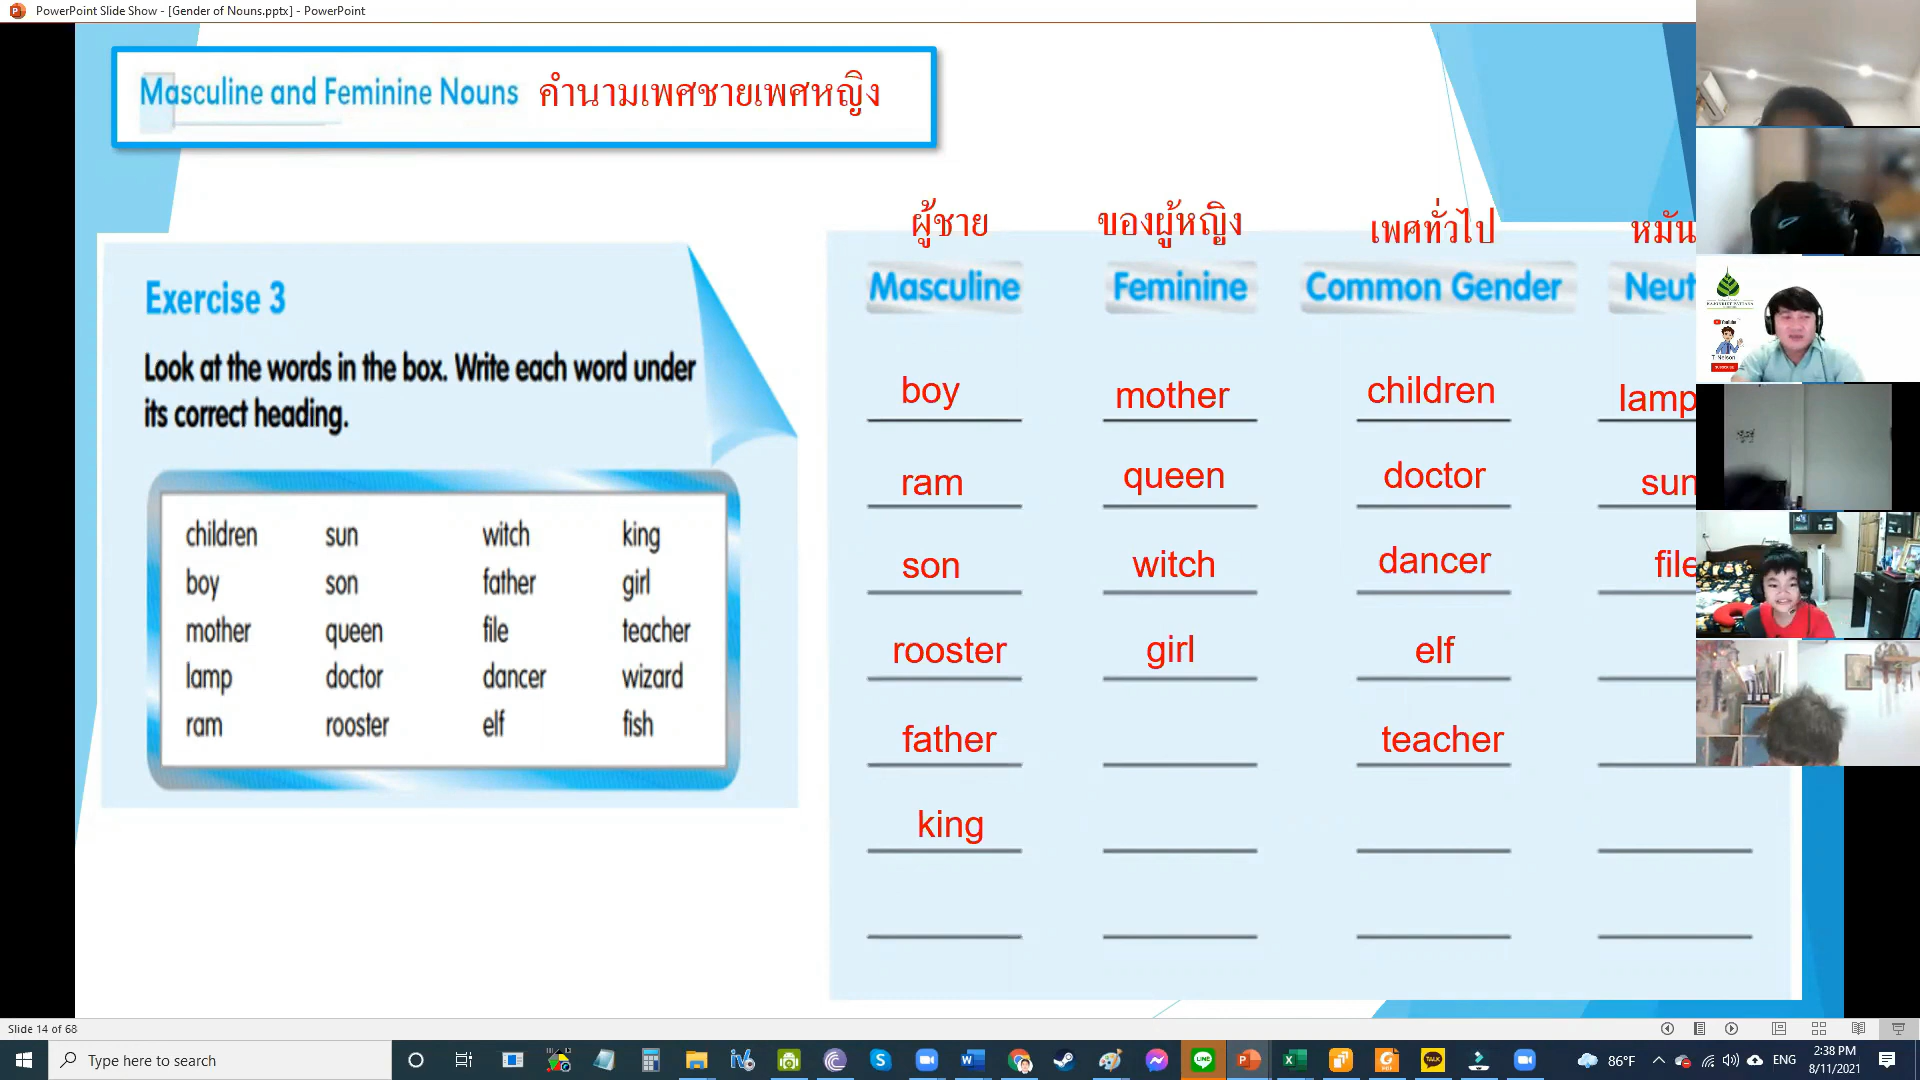 PowerPoint Slide Show - [Gender of Nouns.pptx] - PowerPoint
Masculine and Feminine Nouns คำนามเพศชายเพศหญิง
Exercise 3
Look at the words in the box. Write each word under
its correct heading.
children sun witch king
boy son father girl
mother queen file teacher
lamp doctor dancer wizard
ram rooster elf fish
ผู้ชาย ของผู้หญิง เพศทั่วไป หมัน
Masculine Feminine Common Gender Neut
boy mother children lamp
ram queen doctor sun
son witch dancer file
rooster girl elf
father teacher
king
YouTube
T. Nelson
SUBSCRIBE
Slide 14 of 68
Type here to search
86°F ENG
2:38 PM
8/11/2021